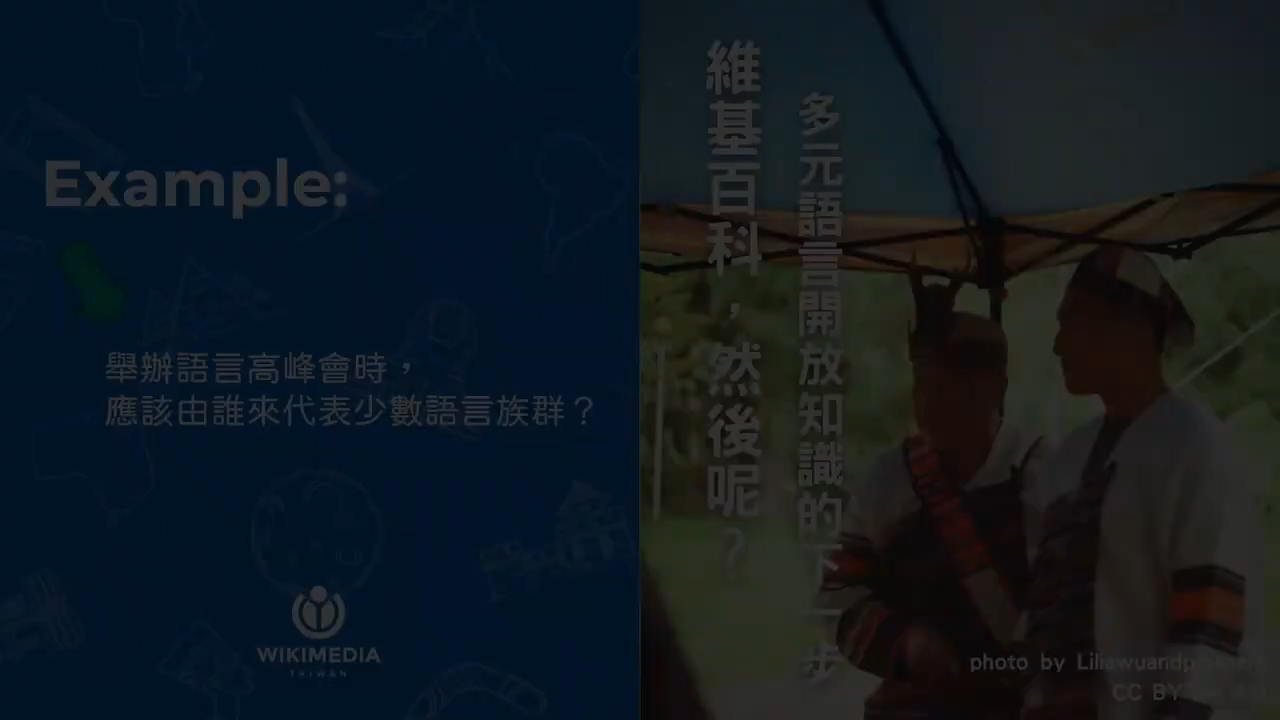 Example:
舉辦語言高峰會時，
應該由誰來代表少數語言族群？
WIKIMEDIA
TAIWAN
維基百科，然後呢？
多元語言開放知識的下一步
photo by
CC BY